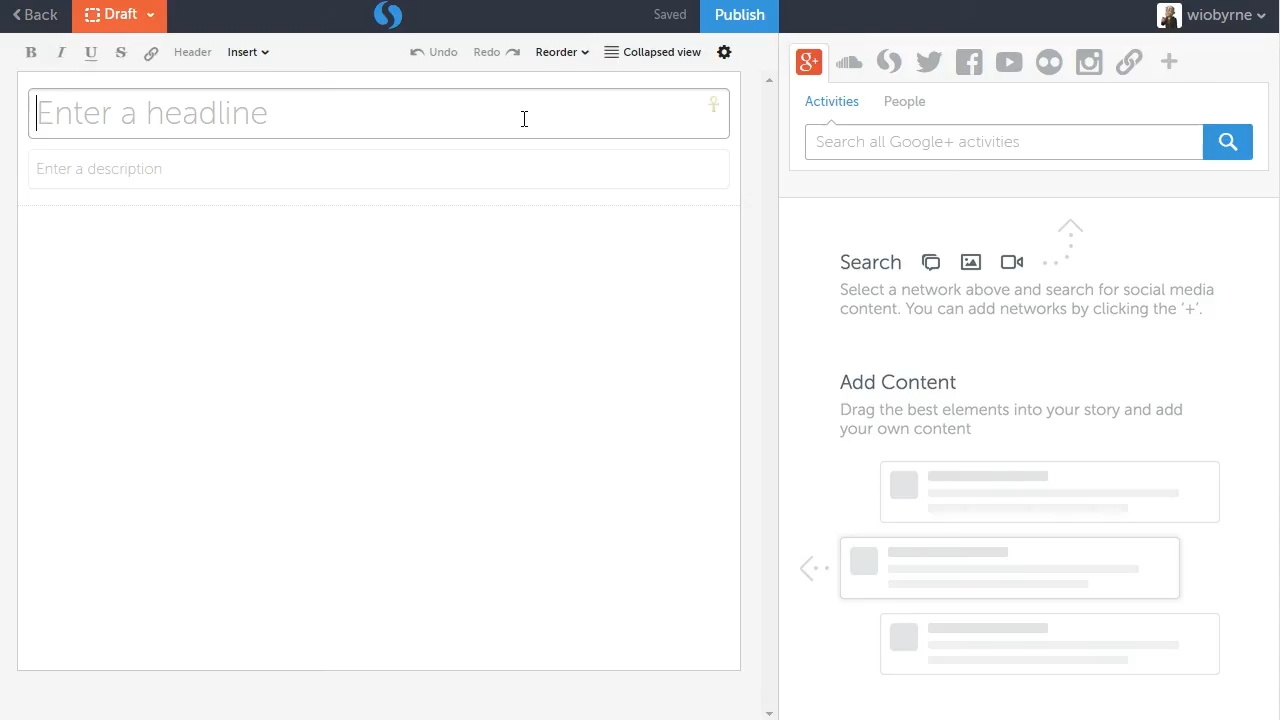 Back
Draft
Saved
Publish
wiobyrne
B I U S Header Insert
Undo Redo Reorder Collapsed view
Enter a headline
Enter a description
g+
Activities People
Search all Google+ activities
Search
Select a network above and search for social media
content. You can add networks by clicking the ‘+’.
Add Content
Drag the best elements into your story and add
your own content